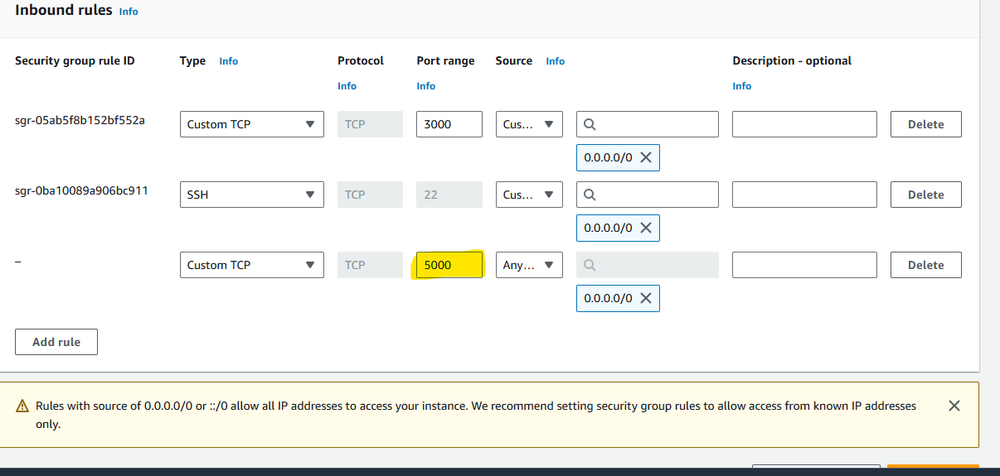 Inbound rules Info
Security group rule ID Type Info Protocol Port range Source Info Description - optional
Info Info Info
sgr-05ab5f8b152bf552a Custom TCP TCP 3000 Cus... Delete
0.0.0.0/0
sgr-0ba10089a906bc911 SSH TCP 22 Cus... Delete
0.0.0.0/0
– Custom TCP TCP 5000 Any... Delete
0.0.0.0/0
Add rule
Rules with source of 0.0.0.0/0 or ::/0 allow all IP addresses to access your instance. We recommend setting security group rules to allow access from known IP addresses
only.